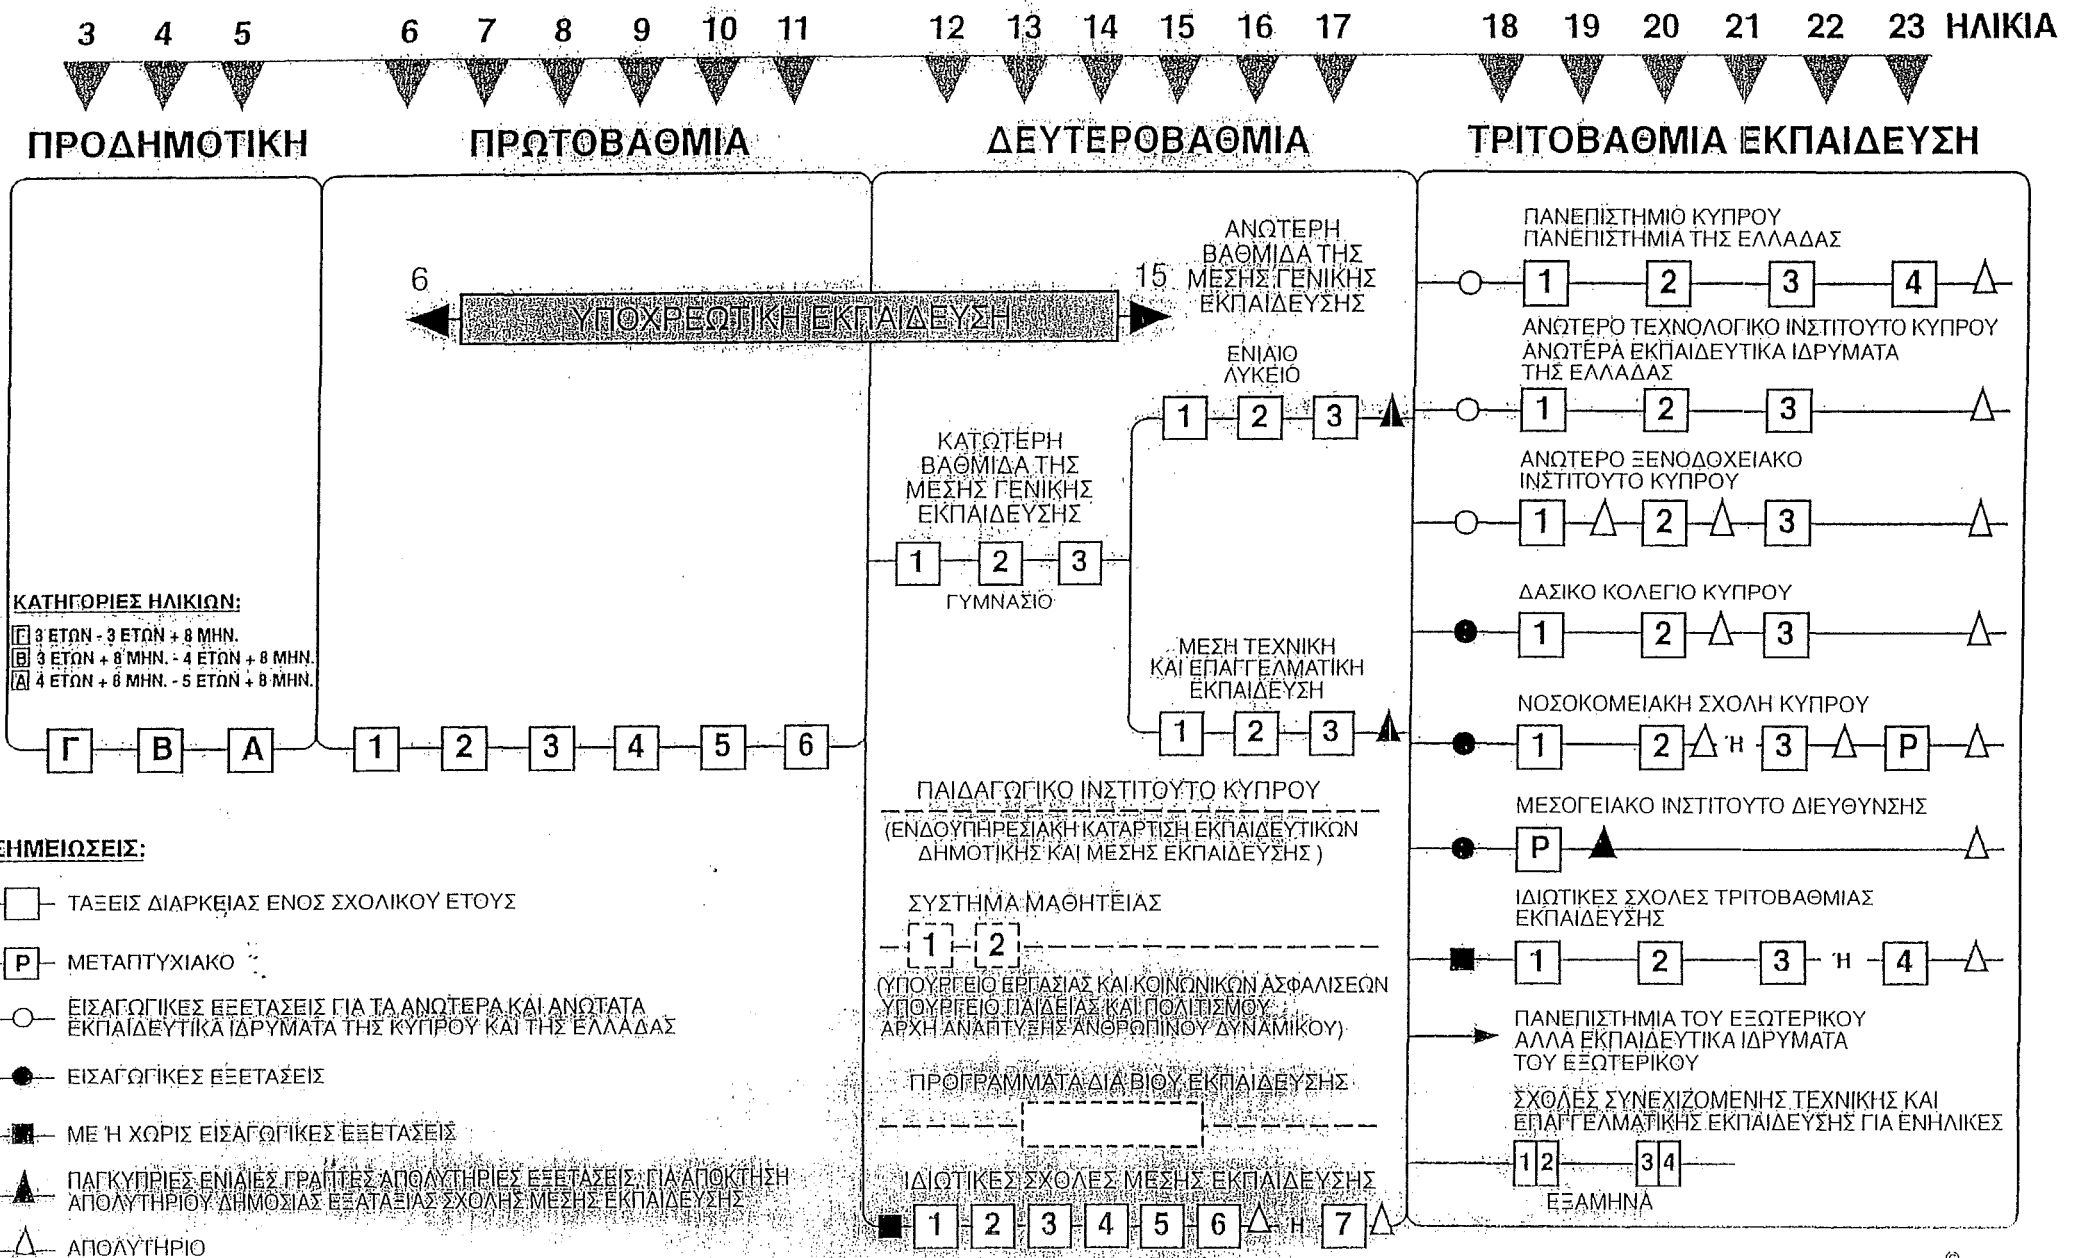 3 4 5 6 7 8 9 10 11 12 13 14 15 16 17 18 19 20 21 22 23 ΗΛΙΚΙΑ
ΠΡΟΔΗΜΟΤΙΚΗ
ΚΑΤΗΓΟΡΙΕΣ ΗΛΙΚΙΩΝ:
Γ 3 ΕΤΩΝ - 3 ΕΤΩΝ + 8 ΜΗΝ.
Β 3 ΕΤΩΝ + 8 ΜΗΝ. - 4 ΕΤΩΝ + 8 ΜΗΝ.
Α 4 ΕΤΩΝ + 8 ΜΗΝ. - 5 ΕΤΩΝ + 8 ΜΗΝ.
Γ Β Α
ΠΡΩΤΟΒΑΘΜΙΑ
6 15
ΥΠΟΧΡΕΩΤΙΚΗ ΕΚΠΑΙΔΕΥΣΗ
1 2 3 4 5 6
ΔΕΥΤΕΡΟΒΑΘΜΙΑ
ΑΝΩΤΕΡΗ
ΒΑΘΜΙΔΑ ΤΗΣ
ΜΕΣΗΣ ΓΕΝΙΚΗΣ
ΕΚΠΑΙΔΕΥΣΗΣ
ΕΝΙΑΙΟ
ΛΥΚΕΙΟ
1 2 3
ΚΑΤΩΤΕΡΗ
ΒΑΘΜΙΔΑ ΤΗΣ
ΜΕΣΗΣ ΓΕΝΙΚΗΣ
ΕΚΠΑΙΔΕΥΣΗΣ
1 2 3
ΓΥΜΝΑΣΙΟ
ΜΕΣΗ ΤΕΧΝΙΚΗ
ΚΑΙ ΕΠΑΓΓΕΛΜΑΤΙΚΗ
ΕΚΠΑΙΔΕΥΣΗ
1 2 3
ΠΑΙΔΑΓΩΓΙΚΟ ΙΝΣΤΙΤΟΥΤΟ ΚΥΠΡΟΥ
(ΕΝΔΟΥΠΗΡΕΣΙΑΚΗ ΚΑΤΑΡΤΙΣΗ ΕΚΠΑΙΔΕΥΤΙΚΩΝ
ΔΗΜΟΤΙΚΗΣ ΚΑΙ ΜΕΣΗΣ ΕΚΠΑΙΔΕΥΣΗΣ )
ΣΥΣΤΗΜΑ ΜΑΘΗΤΕΙΑΣ
1 2
(ΥΠΟΥΡΓΕΙΟ ΕΡΓΑΣΙΑΣ ΚΑΙ ΚΟΙΝΩΝΙΚΩΝ ΑΣΦΑΛΙΣΕΩΝ
ΥΠΟΥΡΓΕΙΟ ΠΑΙΔΕΙΑΣ ΚΑΙ ΠΟΛΙΤΙΣΜΟΥ
ΑΡΧΗ ΑΝΑΠΤΥΞΗΣ ΑΝΘΡΩΠΙΝΟΥ ΔΥΝΑΜΙΚΟΥ)
ΠΡΟΓΡΑΜΜΑΤΑ ΔΙΑ ΒΙΟΥ ΕΚΠΑΙΔΕΥΣΗΣ
ΙΔΙΩΤΙΚΕΣ ΣΧΟΛΕΣ ΜΕΣΗΣ ΕΚΠΑΙΔΕΥΣΗΣ
1 2 3 4 5 6 Ή 7
ΤΡΙΤΟΒΑΘΜΙΑ ΕΚΠΑΙΔΕΥΣΗ
ΠΑΝΕΠΙΣΤΗΜΙΟ ΚΥΠΡΟΥ
ΠΑΝΕΠΙΣΤΗΜΙΑ ΤΗΣ ΕΛΛΑΔΑΣ
1 2 3 4
ΑΝΩΤΕΡΟ ΤΕΧΝΟΛΟΓΙΚΟ ΙΝΣΤΙΤΟΥΤΟ ΚΥΠΡΟΥ
ΑΝΩΤΕΡΑ ΕΚΠΑΙΔΕΥΤΙΚΑ ΙΔΡΥΜΑΤΑ
ΤΗΣ ΕΛΛΑΔΑΣ
1 2 3
ΑΝΩΤΕΡΟ ΞΕΝΟΔΟΧΕΙΑΚΟ
ΙΝΣΤΙΤΟΥΤΟ ΚΥΠΡΟΥ
1 2 3
ΔΑΣΙΚΟ ΚΟΛΕΓΙΟ ΚΥΠΡΟΥ
1 2 3
ΝΟΣΟΚΟΜΕΙΑΚΗ ΣΧΟΛΗ ΚΥΠΡΟΥ
1 2 Ή 3 Ρ
ΜΕΣΟΓΕΙΑΚΟ ΙΝΣΤΙΤΟΥΤΟ ΔΙΕΥΘΥΝΣΗΣ
Ρ
ΙΔΙΩΤΙΚΕΣ ΣΧΟΛΕΣ ΤΡΙΤΟΒΑΘΜΙΑΣ
ΕΚΠΑΙΔΕΥΣΗΣ
1 2 3 Ή 4
ΠΑΝΕΠΙΣΤΗΜΙΑ ΤΟΥ ΕΞΩΤΕΡΙΚΟΥ
ΑΛΛΑ ΕΚΠΑΙΔΕΥΤΙΚΑ ΙΔΡΥΜΑΤΑ
ΤΟΥ ΕΞΩΤΕΡΙΚΟΥ
ΣΧΟΛΕΣ ΣΥΝΕΧΙΖΟΜΕΝΗΣ ΤΕΧΝΙΚΗΣ ΚΑΙ
ΕΠΑΓΓΕΛΜΑΤΙΚΗΣ ΕΚΠΑΙΔΕΥΣΗΣ ΓΙΑ ΕΝΗΛΙΚΕΣ
1 2 3 4
ΕΞΑΜΗΝΑ
ΣΗΜΕΙΩΣΕΙΣ:
ΤΑΞΕΙΣ ΔΙΑΡΚΕΙΑΣ ΕΝΟΣ ΣΧΟΛΙΚΟΥ ΕΤΟΥΣ
Ρ ΜΕΤΑΠΤΥΧΙΑΚΟ
ΕΙΣΑΓΩΓΙΚΕΣ ΕΞΕΤΑΣΕΙΣ ΓΙΑ ΤΑ ΑΝΩΤΕΡΑ ΚΑΙ ΑΝΩΤΑΤΑ
ΕΚΠΑΙΔΕΥΤΙΚΑ ΙΔΡΥΜΑΤΑ ΤΗΣ ΚΥΠΡΟΥ ΚΑΙ ΤΗΣ ΕΛΛΑΔΑΣ
ΕΙΣΑΓΩΓΙΚΕΣ ΕΞΕΤΑΣΕΙΣ
ΜΕ Ή ΧΩΡΙΣ ΕΙΣΑΓΩΓΙΚΕΣ ΕΞΕΤΑΣΕΙΣ
ΠΑΓΚΥΠΡΙΕΣ ΕΝΙΑΙΕΣ ΓΡΑΠΤΕΣ ΑΠΟΛΥΤΗΡΙΕΣ ΕΞΕΤΑΣΕΙΣ, ΓΙΑ ΑΠΟΚΤΗΣΗ
ΑΠΟΛΥΤΗΡΙΟΥ ΔΗΜΟΣΙΑΣ ΕΞΑΤΑΞΙΑΣ ΣΧΟΛΗΣ ΜΕΣΗΣ ΕΚΠΑΙΔΕΥΣΗΣ
ΑΠΟΛΥΤΗΡΙΟ